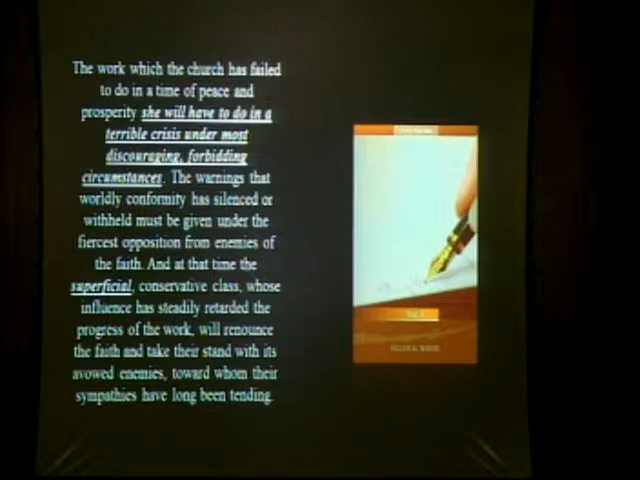 The work which the church has failed
to do in a time of peace and
prosperity she will have to do in a
terrible crisis under most
discouraging, forbidding
circumstances. The warnings that
worldly conformity has silenced or
withheld must be given under the
fiercest opposition from enemies of
the faith. And at that time the
superficial, conservative class, whose
influence has steadily retarded the
progress of the work, will renounce
the faith and take their stand with its
avowed enemies, toward whom their
sympathies have long been tending.
ELLEN G. WHITE